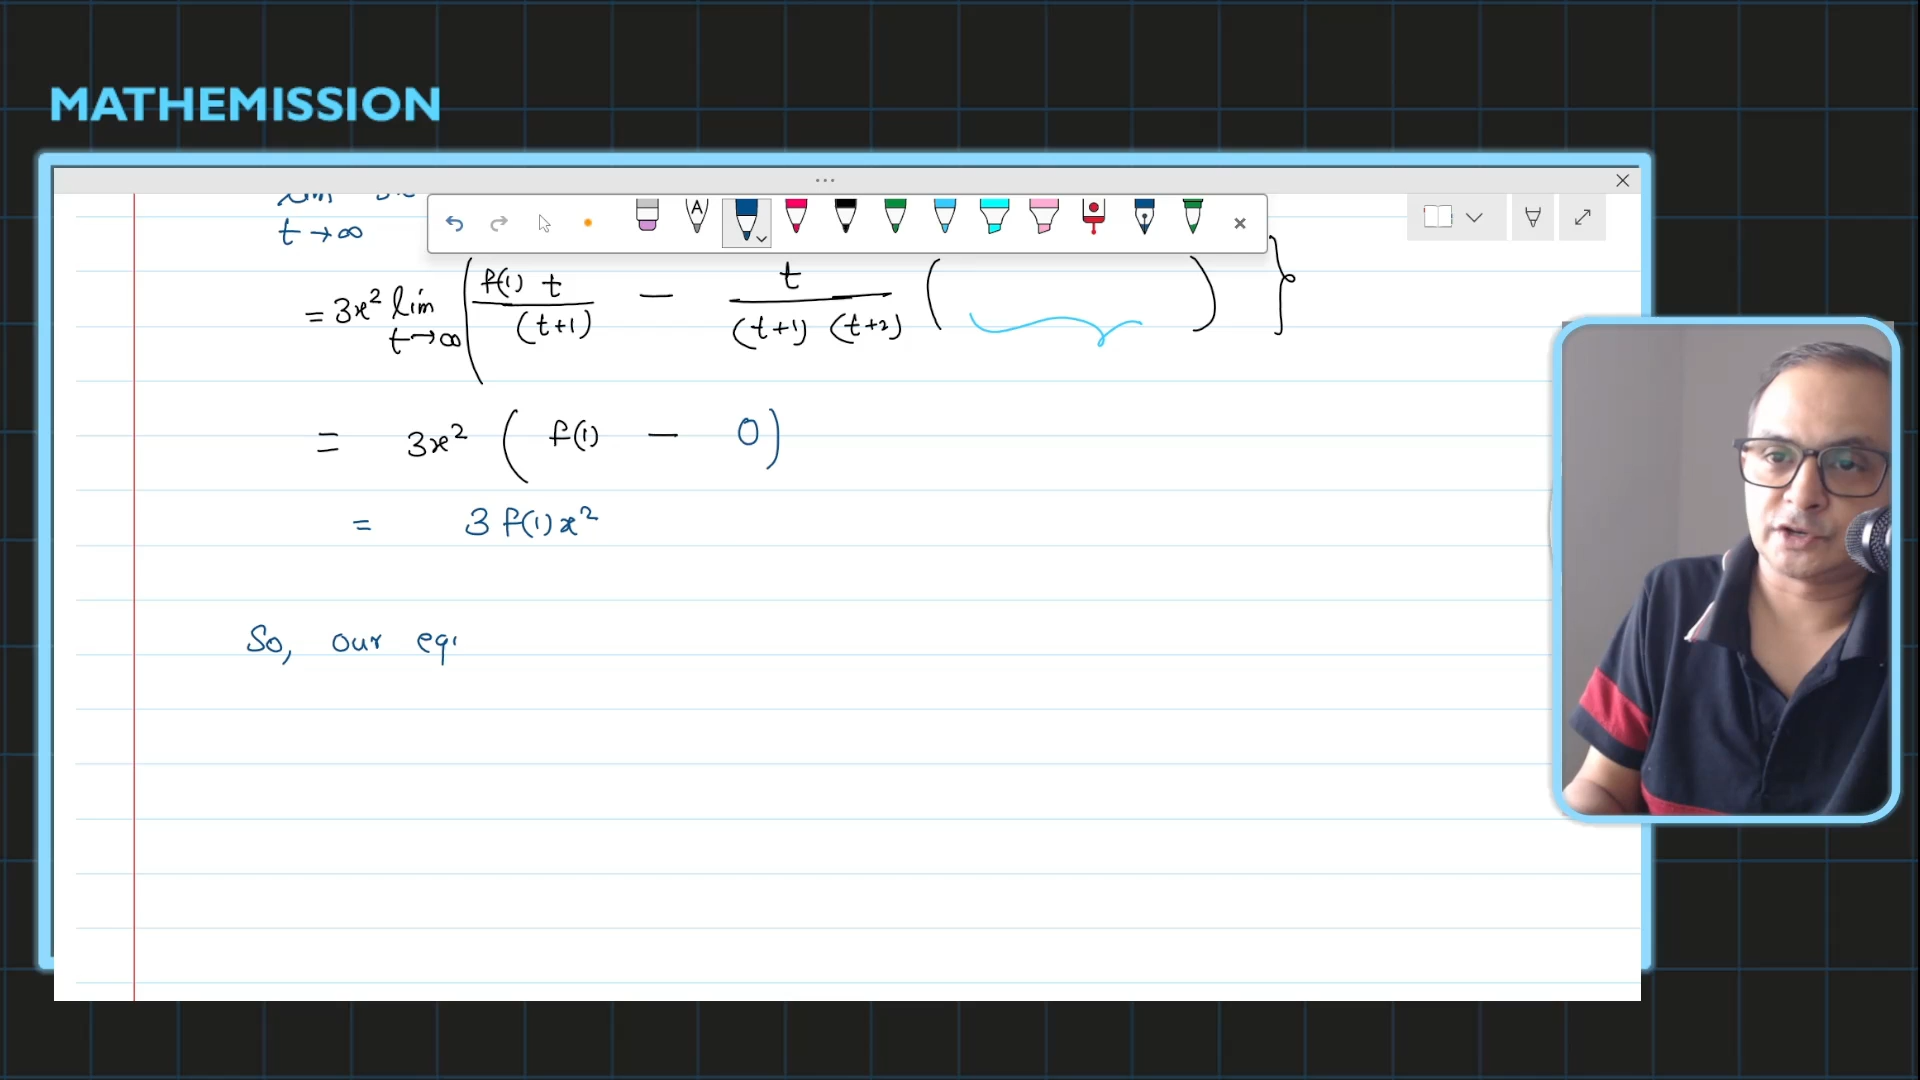 MATHEMISSION
t→∞
= 3x² lim t→∞ ( f(1) t / (t+1) — t / (t+1) (t+2) ( ) }
= 3x² ( f(1) — 0)
= 3 f(1) x²
So, our eq